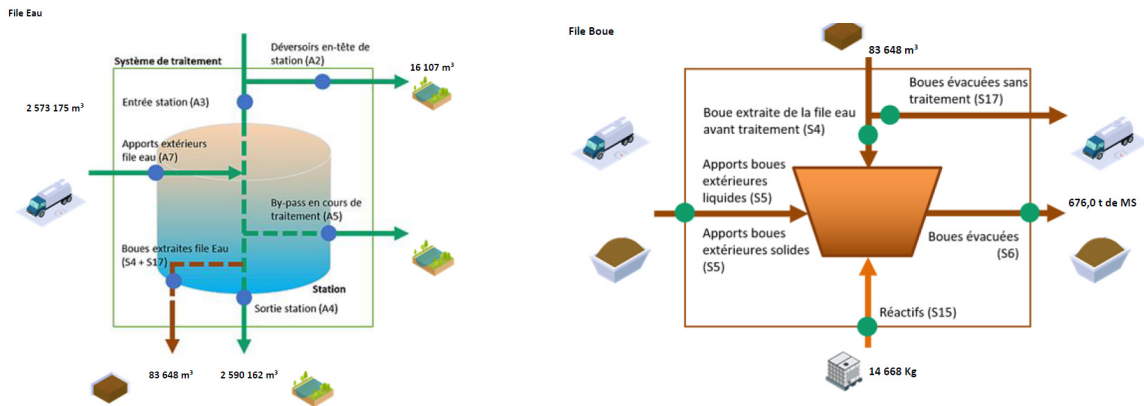 File Eau
Déversoirs en-tête de
station (A2)
16 107 m³
Système de traitement
2 573 175 m³
Entrée station (A3)
Apports extérieurs
file eau (A7)
By-pass en cours de
traitement (A5)
Boues extraites file Eau
(S4 + S17)
Station
Sortie station (A4)
83 648 m³
2 590 162 m³
File Boue
83 648 m³
Boues évacuées sans
traitement (S17)
Boue extraite de la file eau
avant traitement (S4)
Apports boues
extérieures
liquides (S5)
Apports boues
extérieures solides
(S5)
676,0 t de MS
Boues évacuées
(S6)
Réactifs (S15)
14 668 Kg